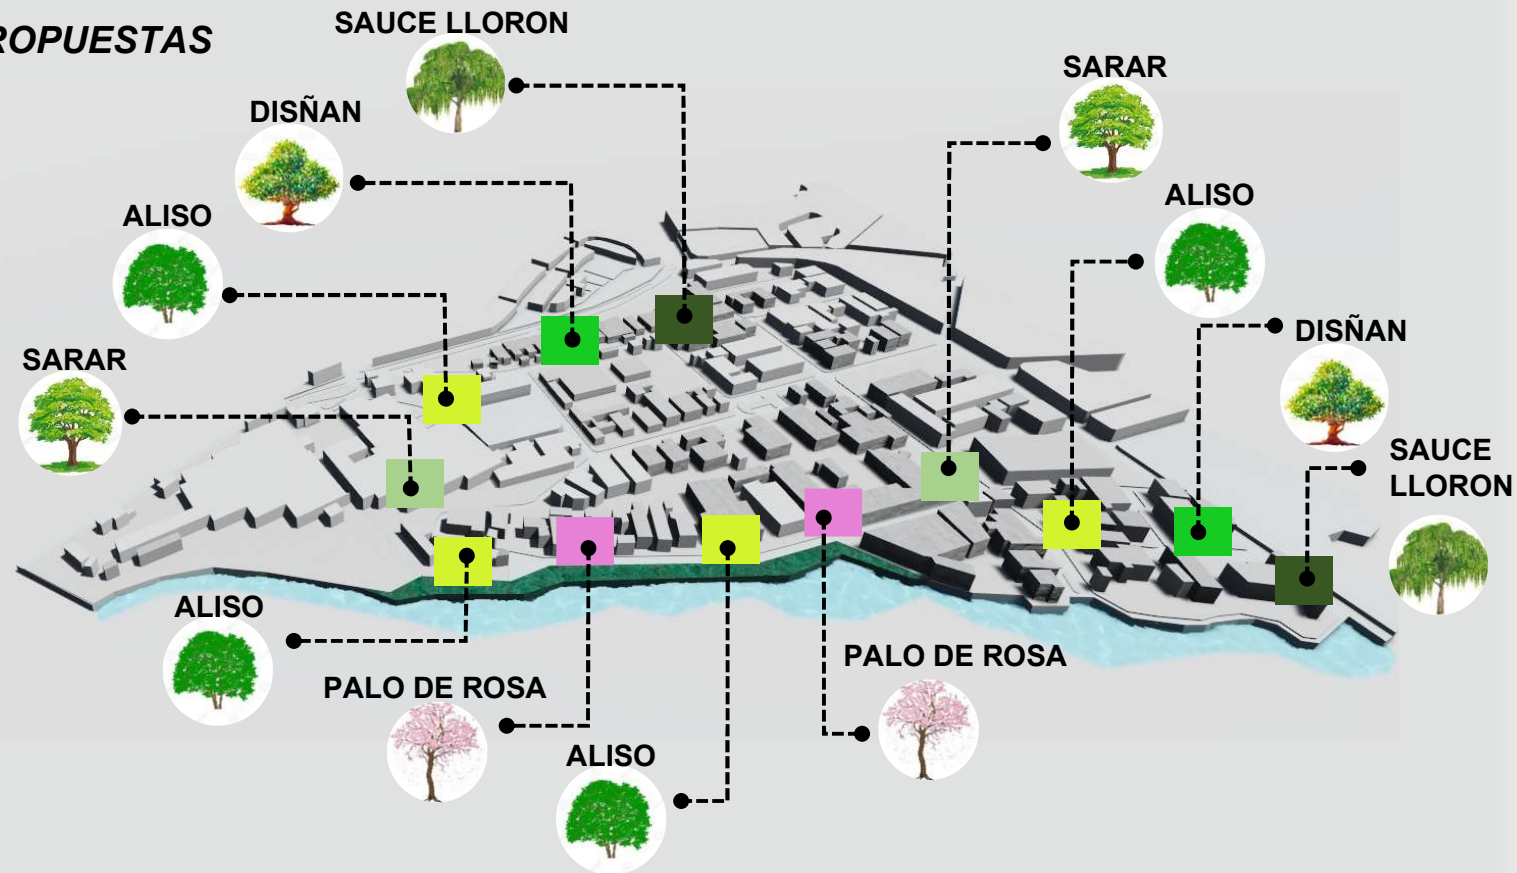 ROPUESTAS
SAUCE LLORON
SARAR
DISÑAN
ALISO
ALISO
DISÑAN
SARAR
SAUCE
LLORON
ALISO
PALO DE ROSA
PALO DE ROSA
ALISO